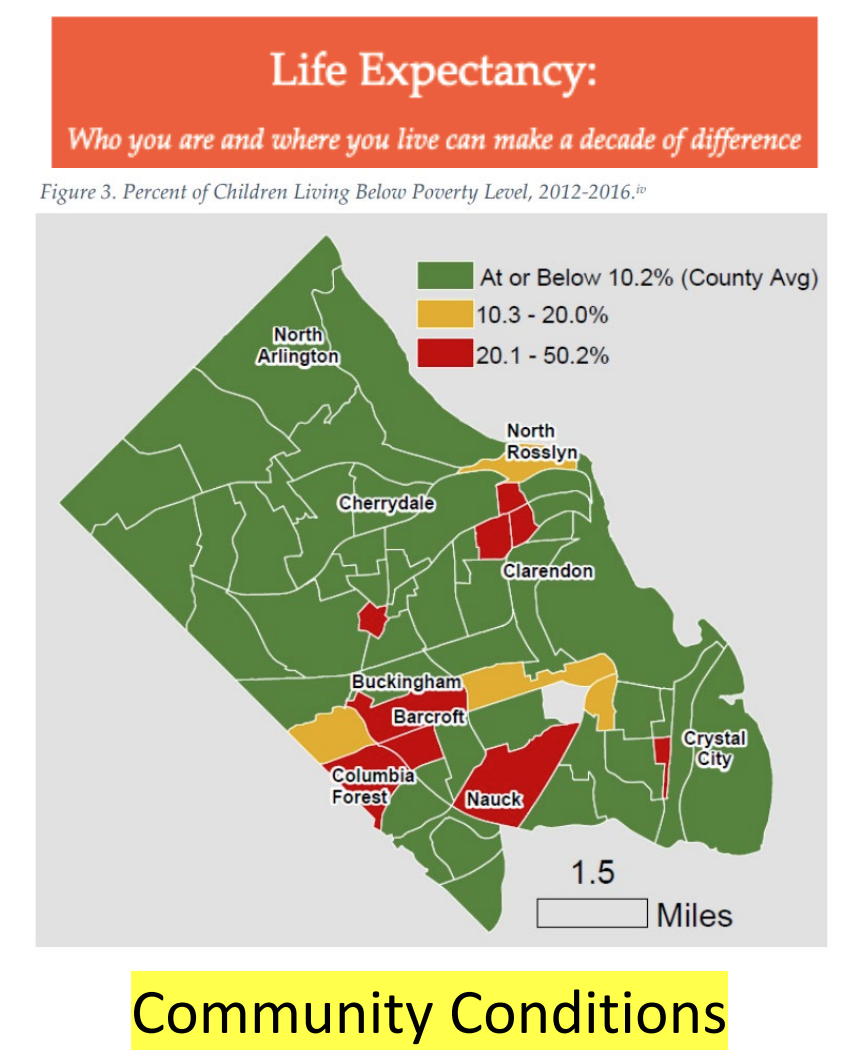 Life Expectancy:
Who you are and where you live can make a decade of difference
Figure 3. Percent of Children Living Below Poverty Level, 2012-2016.iv
At or Below 10.2% (County Avg)
10.3 - 20.0%
20.1 - 50.2%
North
Arlington
North
Rosslyn
Cherrydale
Clarendon
Buckingham
Barcroft
Crystal
City
Columbia
Forest
Nauck
1.5
Miles
Community Conditions